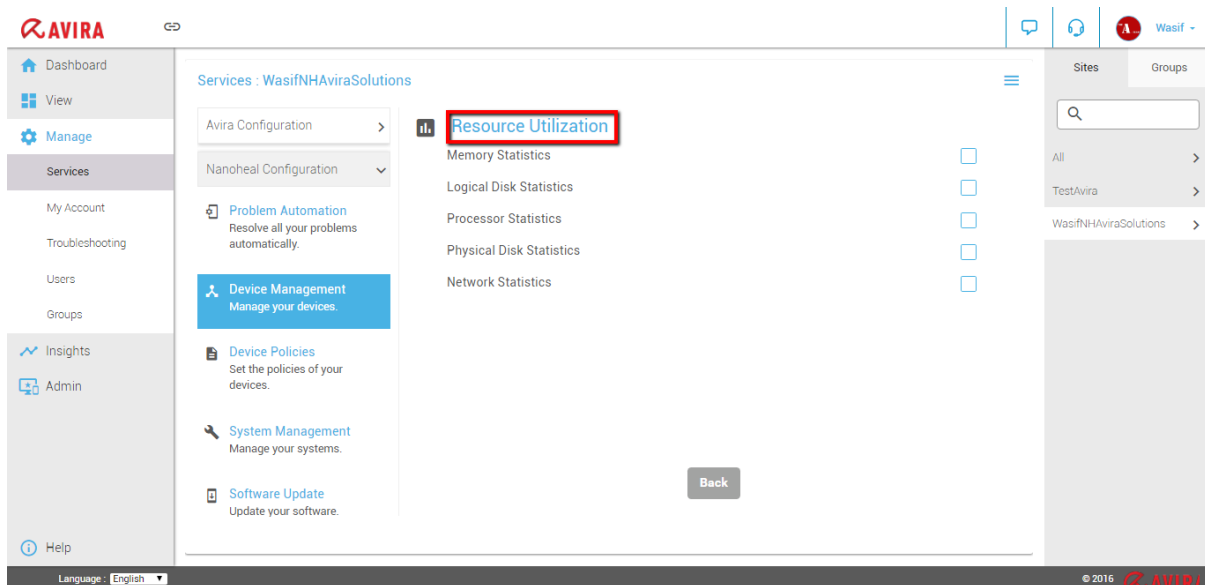 AVIRA
Wasif
Dashboard
View
Manage
Services
My Account
Troubleshooting
Users
Groups
Insights
Admin
Help
Services : WasifNHAviraSolutions
Avira Configuration
Nanoheal Configuration
Problem Automation
Resolve all your problems
automatically.
Device Management
Manage your devices.
Device Policies
Set the policies of your
devices.
System Management
Manage your systems.
Software Update
Update your software.
Resource Utilization
Memory Statistics
Logical Disk Statistics
Processor Statistics
Physical Disk Statistics
Network Statistics
Back
Sites
Groups
All
TestAvira
WasifNHAviraSolutions
Language : English
© 2016 AVIRA